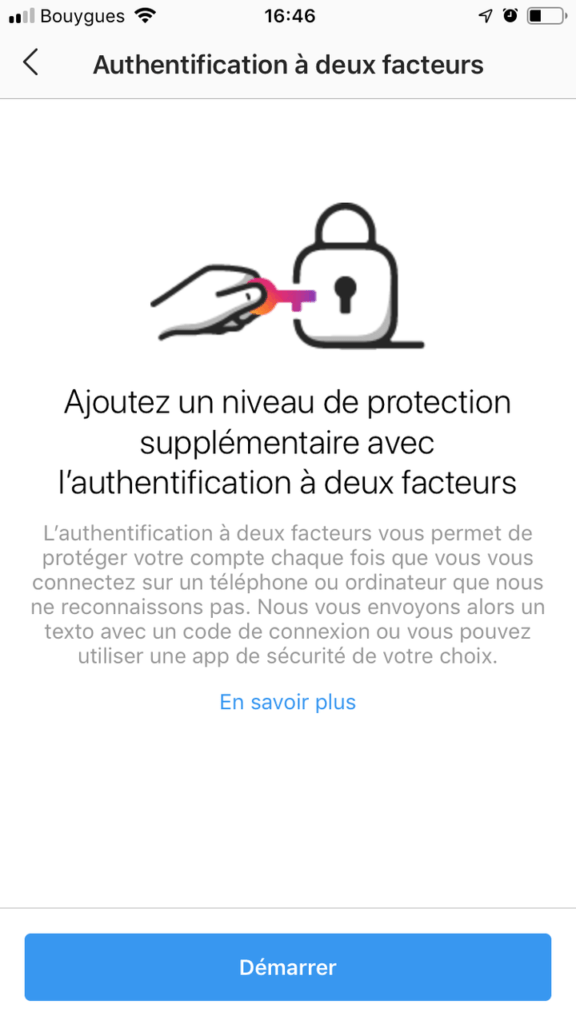 Bouygues 16:46
Authentification à deux facteurs
Ajoutez un niveau de protection
supplémentaire avec
l’authentification à deux facteurs
L’authentification à deux facteurs vous permet de
protéger votre compte chaque fois que vous vous
connectez sur un téléphone ou ordinateur que nous
ne reconnaissons pas. Nous vous envoyons alors un
texto avec un code de connexion ou vous pouvez
utiliser une app de sécurité de votre choix.
En savoir plus
Démarrer